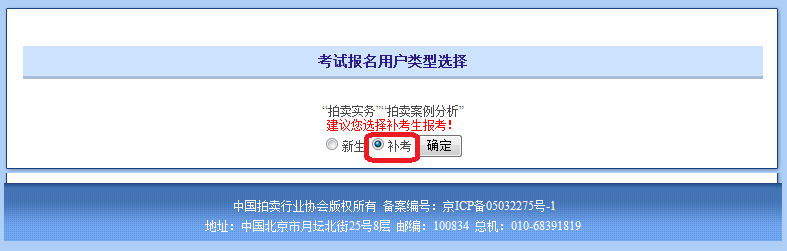 考试报名用户类型选择
“拍卖实务”“拍卖案例分析”
建议您选择补考生报考！
新生 补考 确定
中国拍卖行业协会版权所有 备案编号：京ICP备05032275号-1
地址：中国北京市月坛北街25号8层 邮编：100834 总机：010-68391819